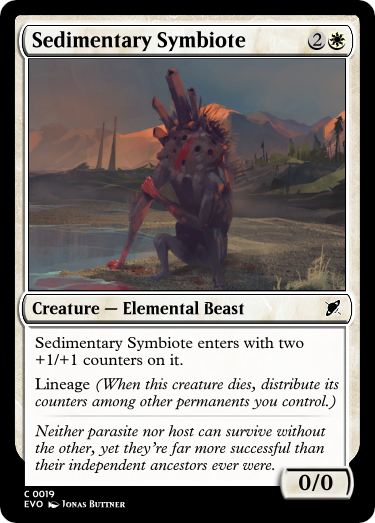 Sedimentary Symbiote 2
Creature — Elemental Beast
Sedimentary Symbiote enters with two
+1/+1 counters on it.
Lineage (When this creature dies, distribute its
counters among other permanents you control.)
Neither parasite nor host can survive without
the other, yet they're far more successful than
their independent ancestors ever were.
0/0
C 0019
EVO Jonas Buttner